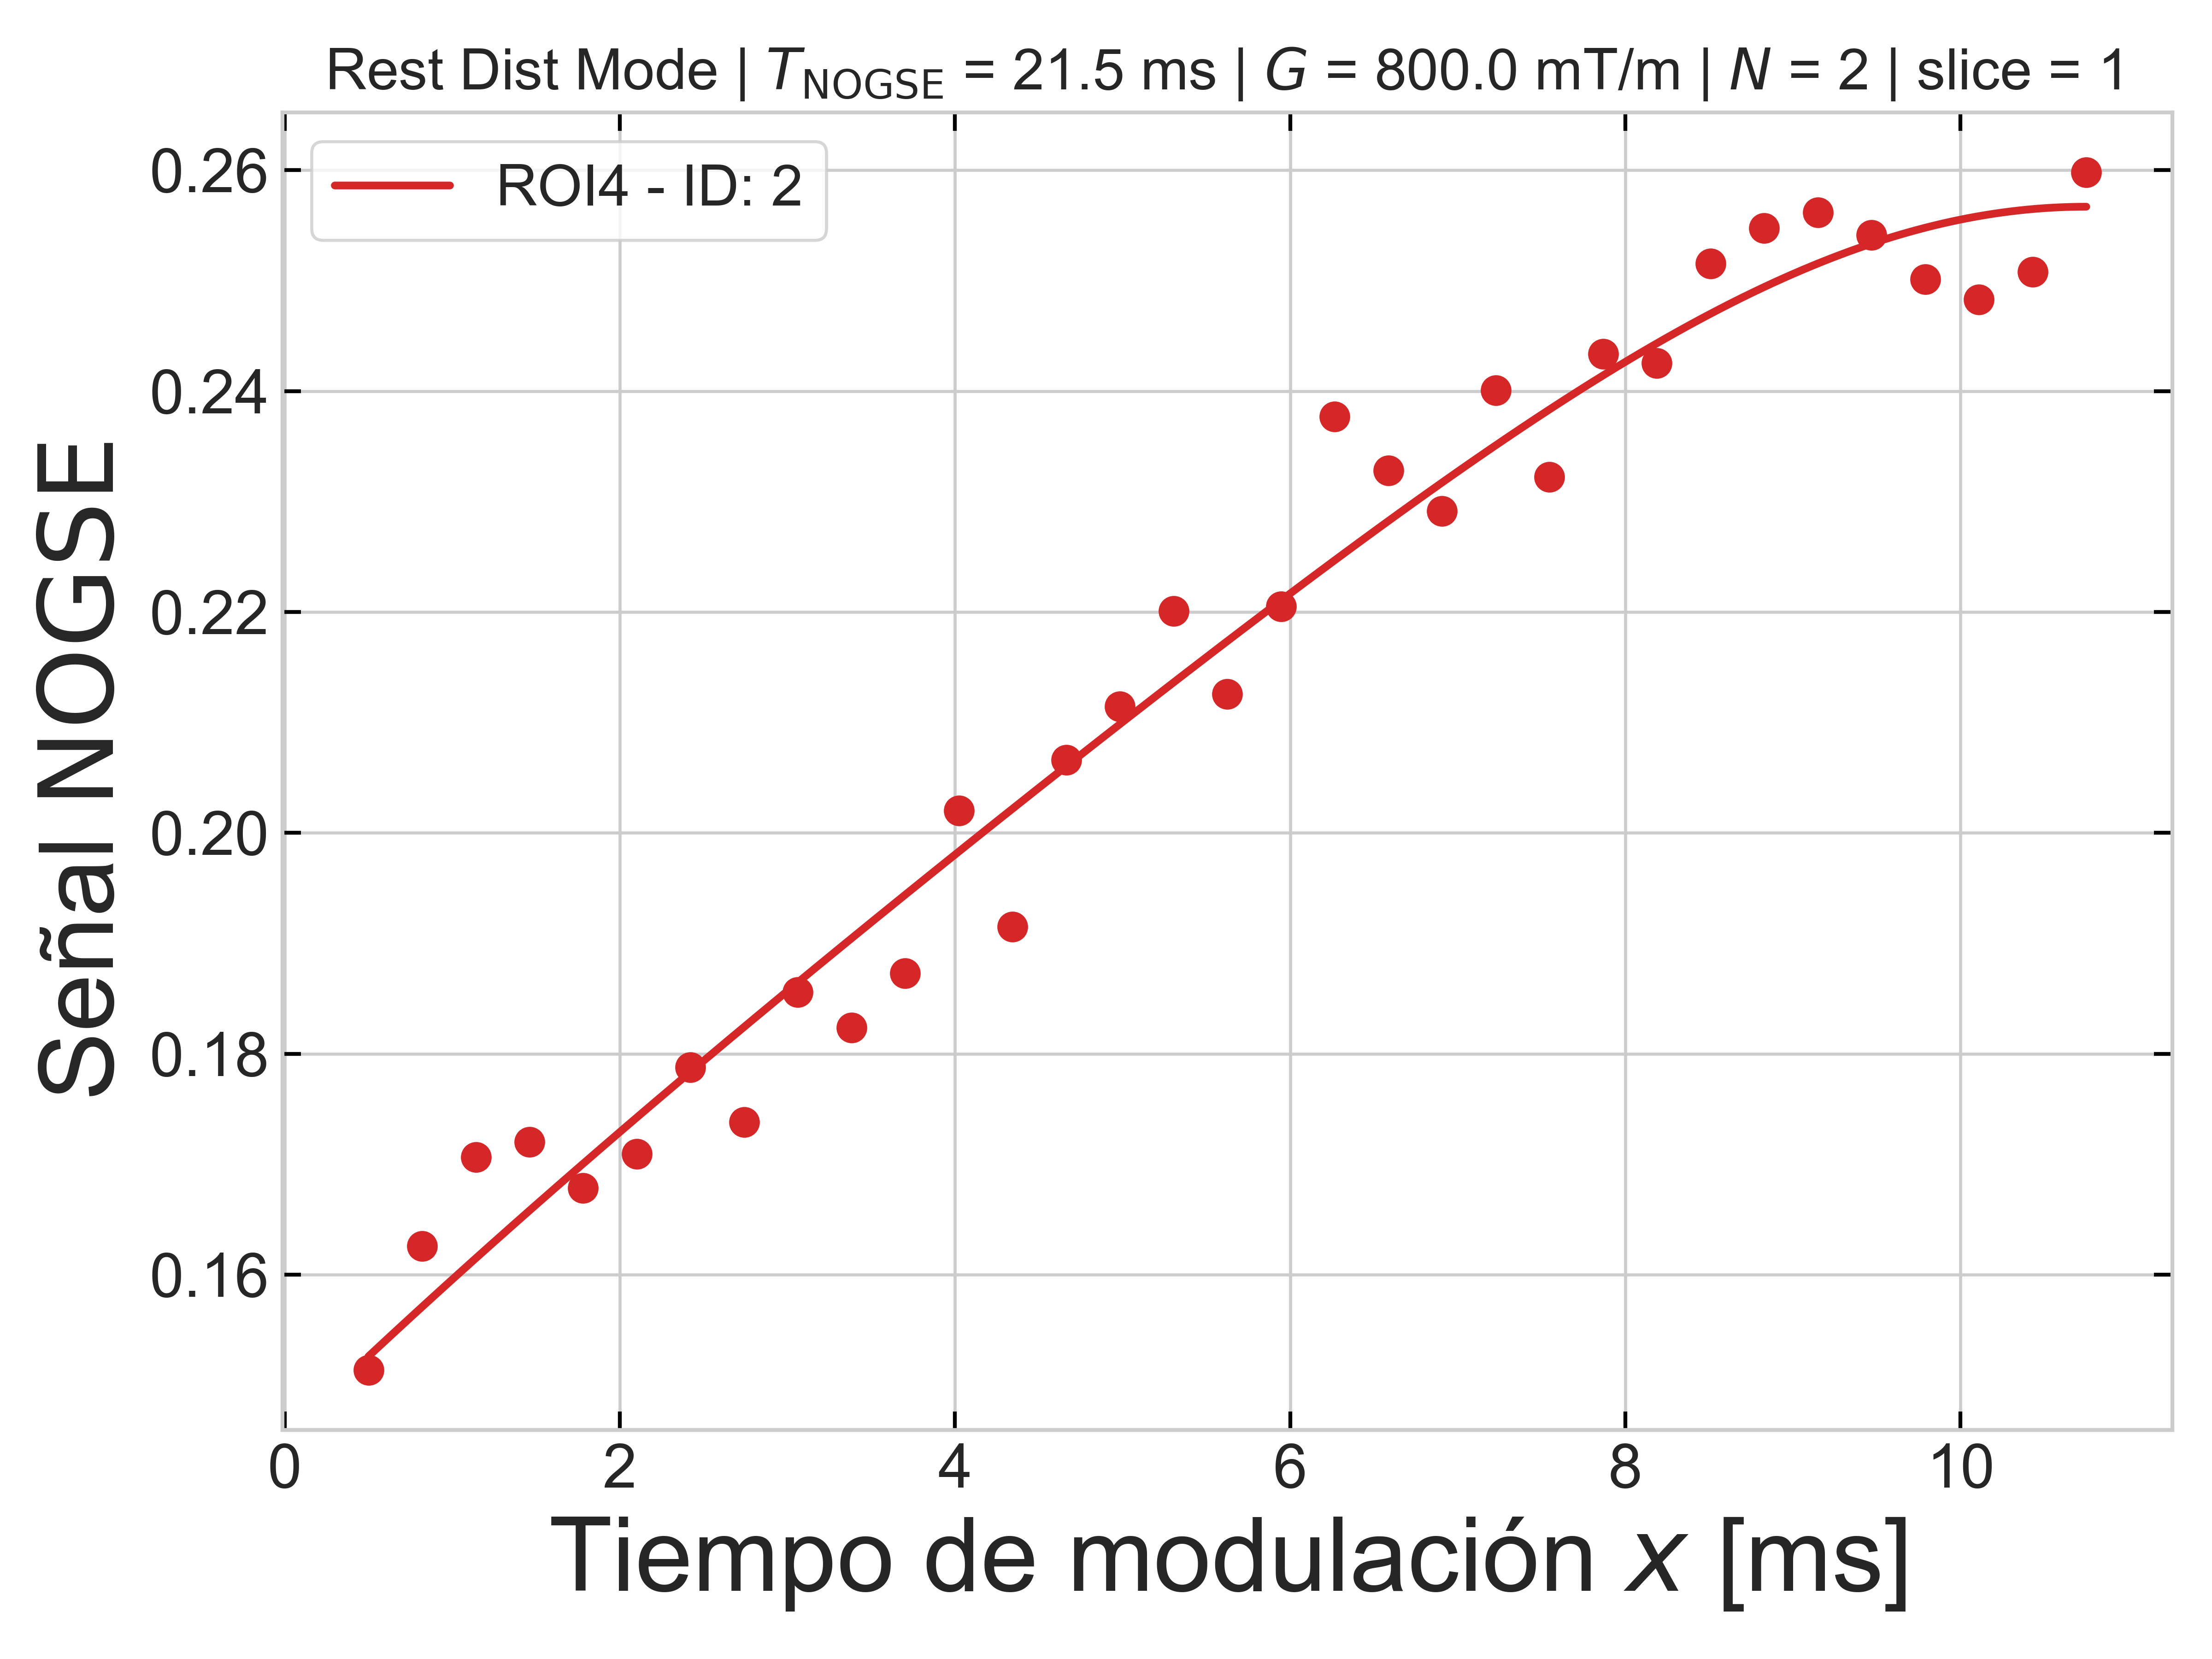 Rest Dist Mode | T_NOGSE = 21.5 ms | G = 800.0 mT/m | N = 2 | slice = 1
ROI4 - ID: 2
0.26
0.24
0.22
0.20
0.18
0.16
Señal NOGSE
0 2 4 6 8 10
Tiempo de modulación x [ms]